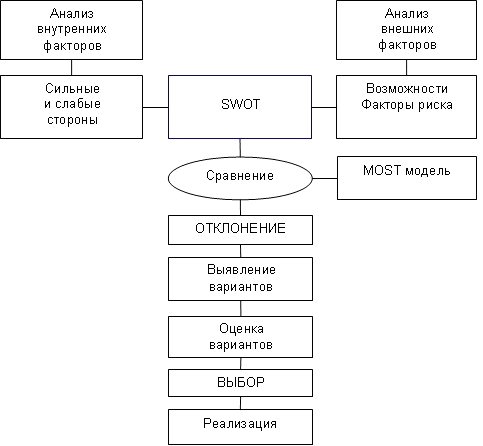 Анализ
внутренних
факторов
Анализ
внешних
факторов
Сильные
и слабые
стороны
SWOT
Возможности
Факторы риска
Сравнение
MOST модель
ОТКЛОНЕНИЕ
Выявление
вариантов
Оценка
вариантов
ВЫБОР
Реализация